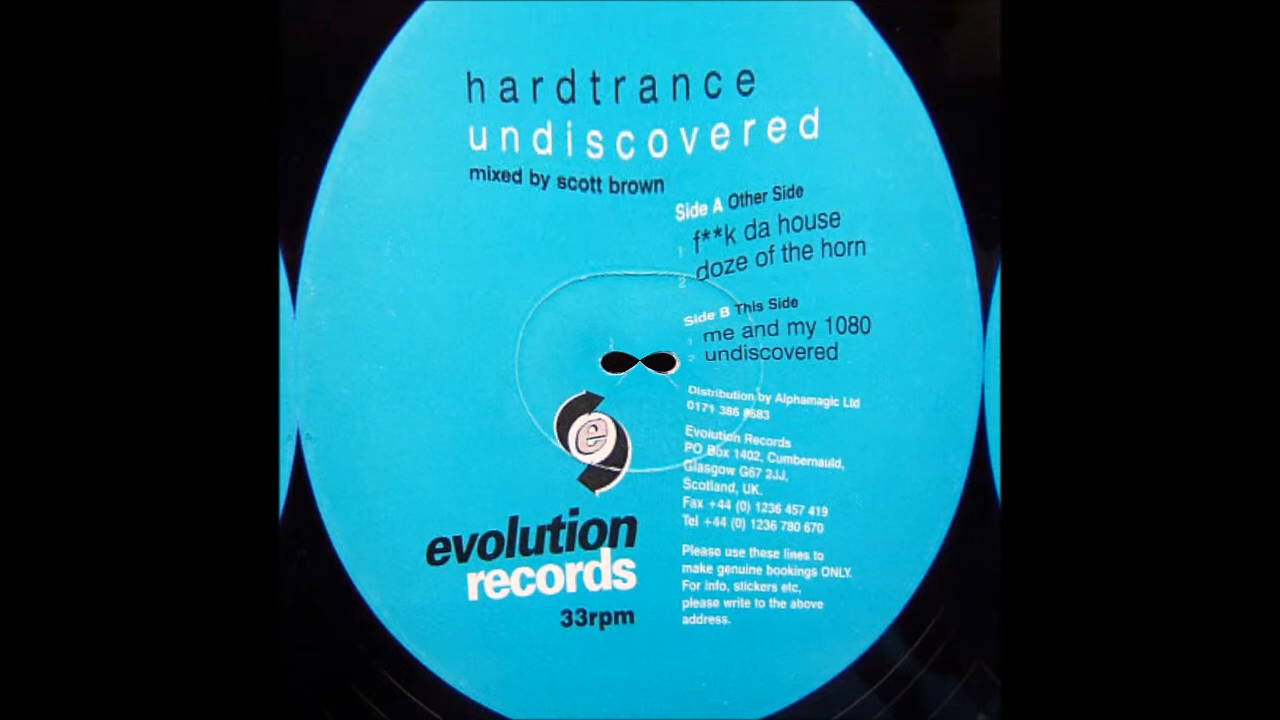 hardtrance
undiscovered
mixed by scott brown
Side A Other Side
1 f**k da house
2 doze of the horn
Side B This Side
1 me and my 1080
2 undiscovered
Distribution by Alphamagic Ltd
0171 386
Evolution Records
PO Box 1402, Cumbernauld,
Glasgow G67 2JJ,
Scotland, UK.
Fax +44 (0) 1236 457 419
Tel +44 (0) 1236 780 670
Please use these lines to
make genuine bookings ONLY.
For info, stickers etc,
please write to the above
address.
e
evolution
records
33rpm